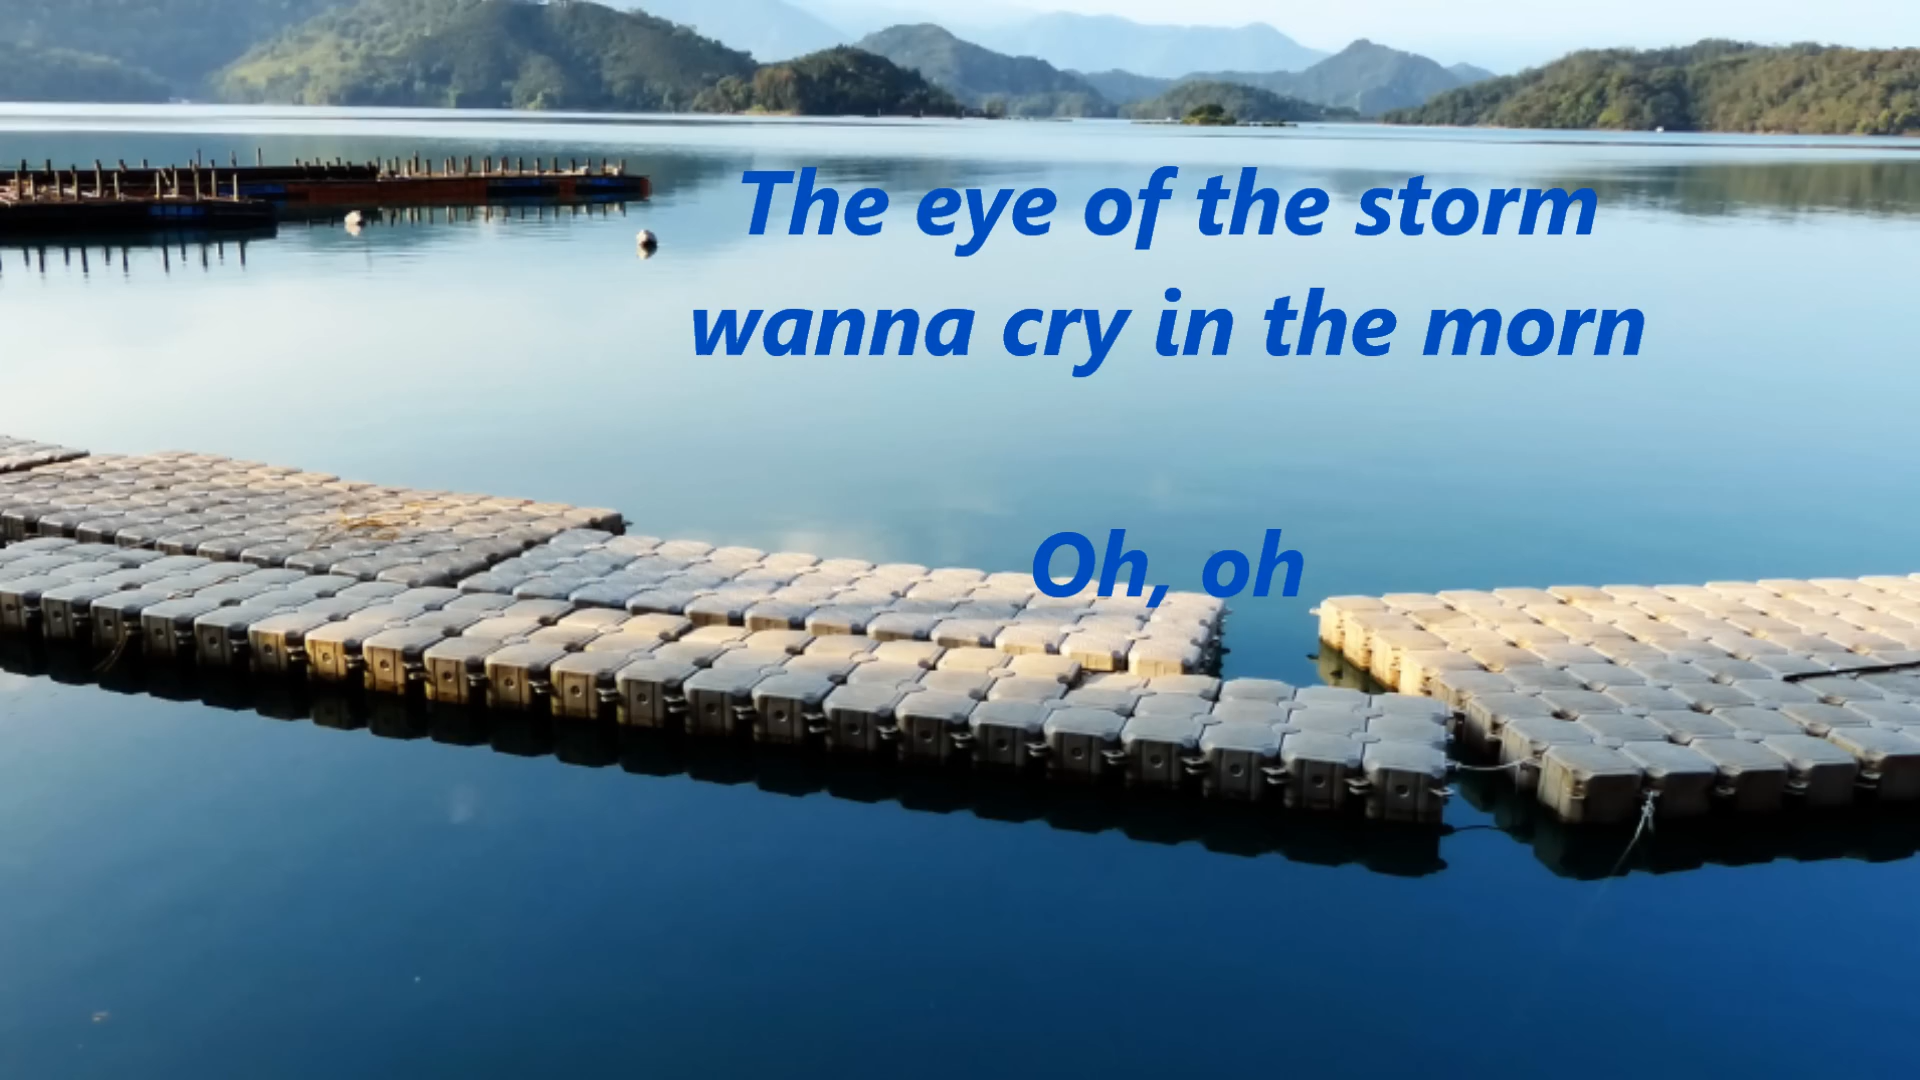 The eye of the storm
wanna cry in the morn
Oh, oh